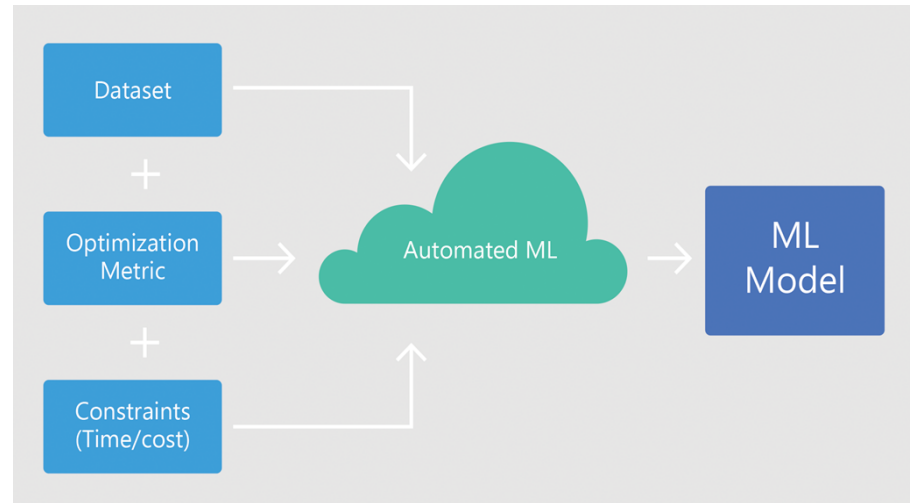 Dataset
+
Optimization
Metric
+
Constraints
(Time/cost)
Automated ML
ML
Model